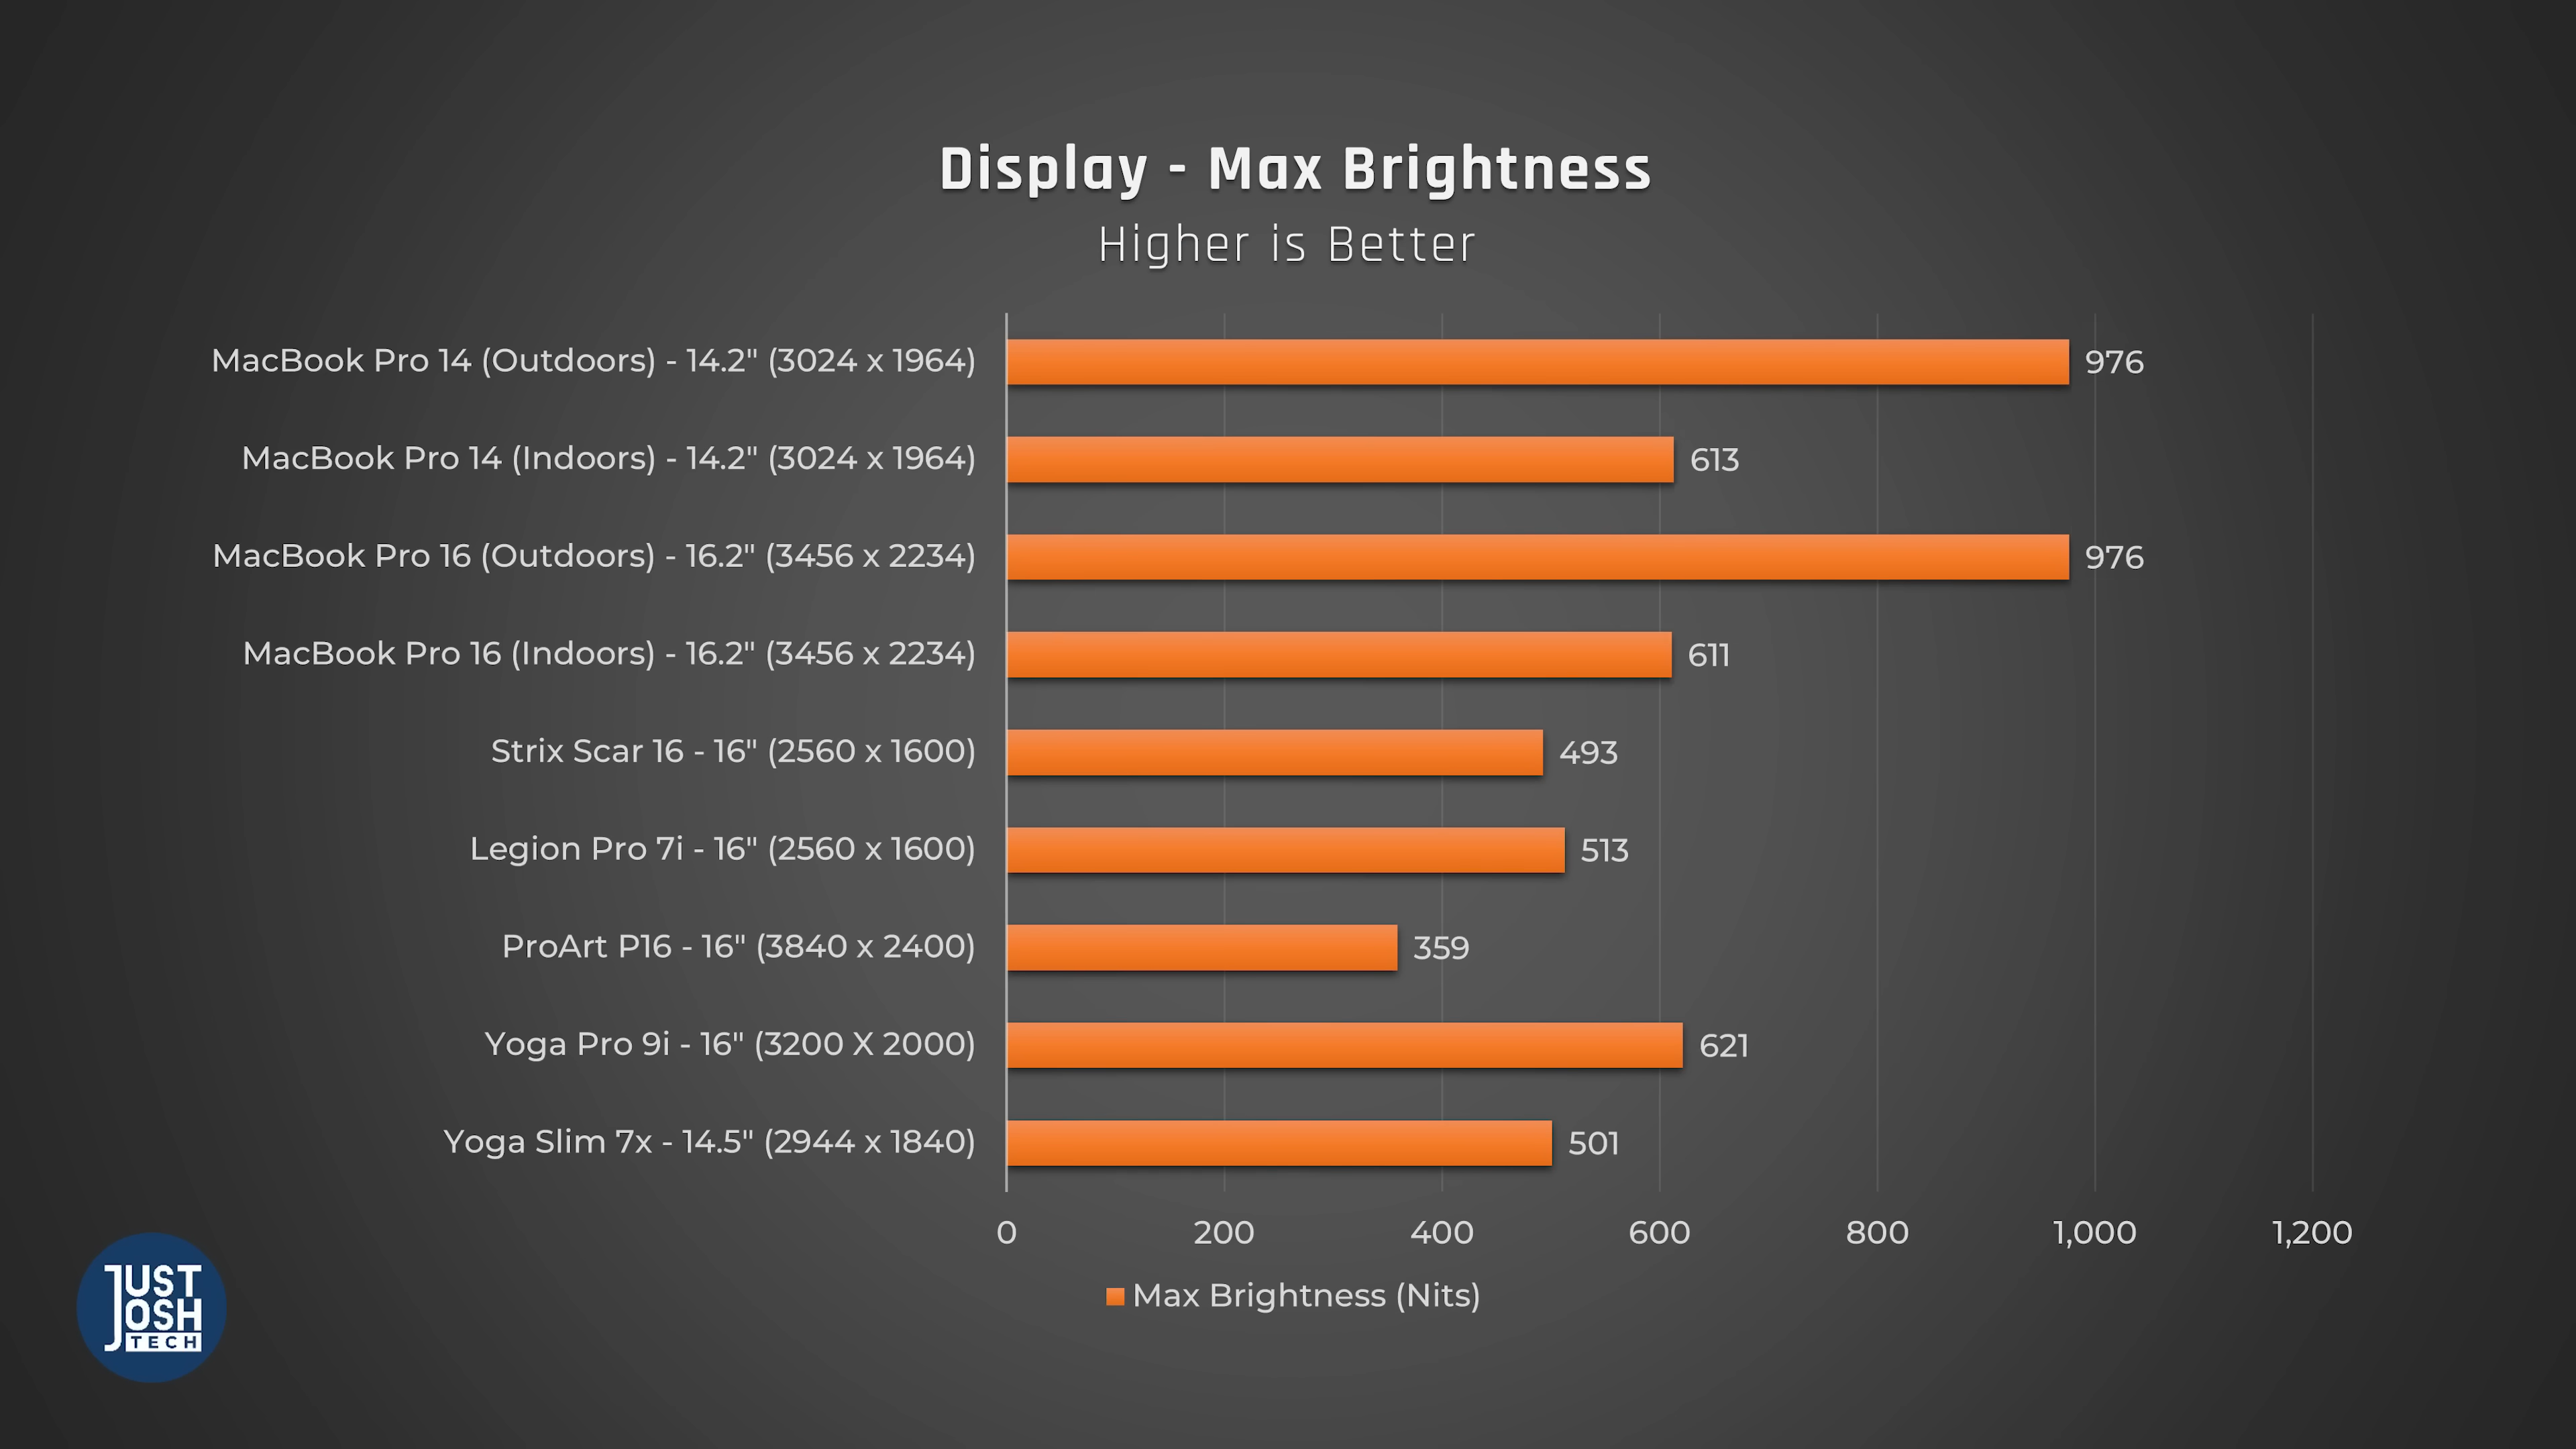 Display - Max Brightness
Higher is Better
MacBook Pro 14 (Outdoors) - 14.2" (3024 x 1964) 976
MacBook Pro 14 (Indoors) - 14.2" (3024 x 1964) 613
MacBook Pro 16 (Outdoors) - 16.2" (3456 x 2234) 976
MacBook Pro 16 (Indoors) - 16.2" (3456 x 2234) 611
Strix Scar 16 - 16" (2560 x 1600) 493
Legion Pro 7i - 16" (2560 x 1600) 513
ProArt P16 - 16" (3840 x 2400) 359
Yoga Pro 9i - 16" (3200 X 2000) 621
Yoga Slim 7x - 14.5" (2944 x 1840) 501
0 200 400 600 800 1,000 1,200
Max Brightness (Nits)
JUST
JOSH
TECH